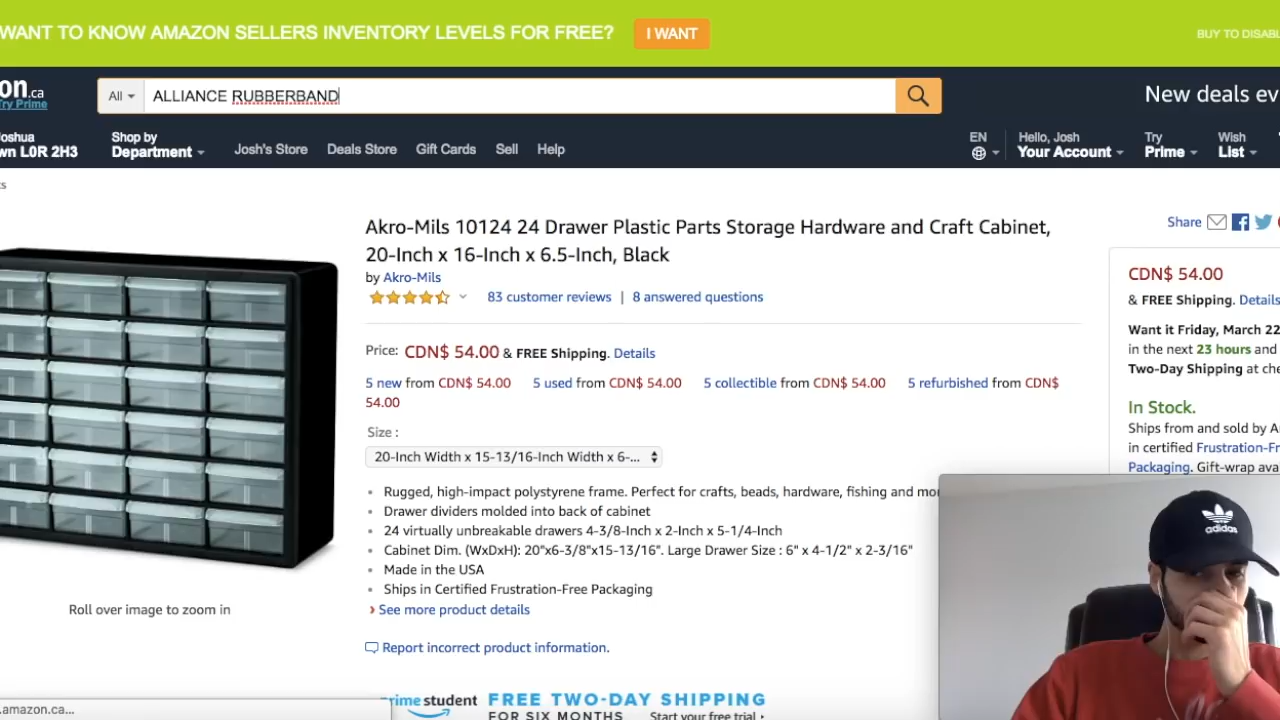 WANT TO KNOW AMAZON SELLERS INVENTORY LEVELS FOR FREE?
I WANT
BUY TO DISABL
on.ca
Try Prime
All
ALLIANCE RUBBERBAND
New deals ev
oshua
wn L0R 2H3
Shop by
Department
Josh's Store
Deals Store
Gift Cards
Sell
Help
EN
Hello, Josh
Your Account
Try
Prime
Wish
List
Akro-Mils 10124 24 Drawer Plastic Parts Storage Hardware and Craft Cabinet,
20-Inch x 16-Inch x 6.5-Inch, Black
by Akro-Mils
83 customer reviews | 8 answered questions
Price: CDN$ 54.00 & FREE Shipping. Details
5 new from CDN$ 54.00 5 used from CDN$ 54.00 5 collectible from CDN$ 54.00 5 refurbished from CDN$
54.00
Size :
20-Inch Width x 15-13/16-Inch Width x 6-...
• Rugged, high-impact polystyrene frame. Perfect for crafts, beads, hardware, fishing and mo
• Drawer dividers molded into back of cabinet
• 24 virtually unbreakable drawers 4-3/8-Inch x 2-Inch x 5-1/4-Inch
• Cabinet Dim. (WxDxH): 20"x6-3/8"x15-13/16". Large Drawer Size : 6" x 4-1/2" x 2-3/16"
• Made in the USA
• Ships in Certified Frustration-Free Packaging
› See more product details
Report incorrect product information.
Roll over image to zoom in
prime student
FREE TWO-DAY SHIPPING
FOR SIX MONTHS
Start your free trial
Share
CDN$ 54.00
& FREE Shipping. Details
Want it Friday, March 22
in the next 23 hours and
Two-Day Shipping at che
In Stock.
Ships from and sold by A
in certified Frustration-Fr
Packaging. Gift-wrap ava
adidas
.amazon.ca...